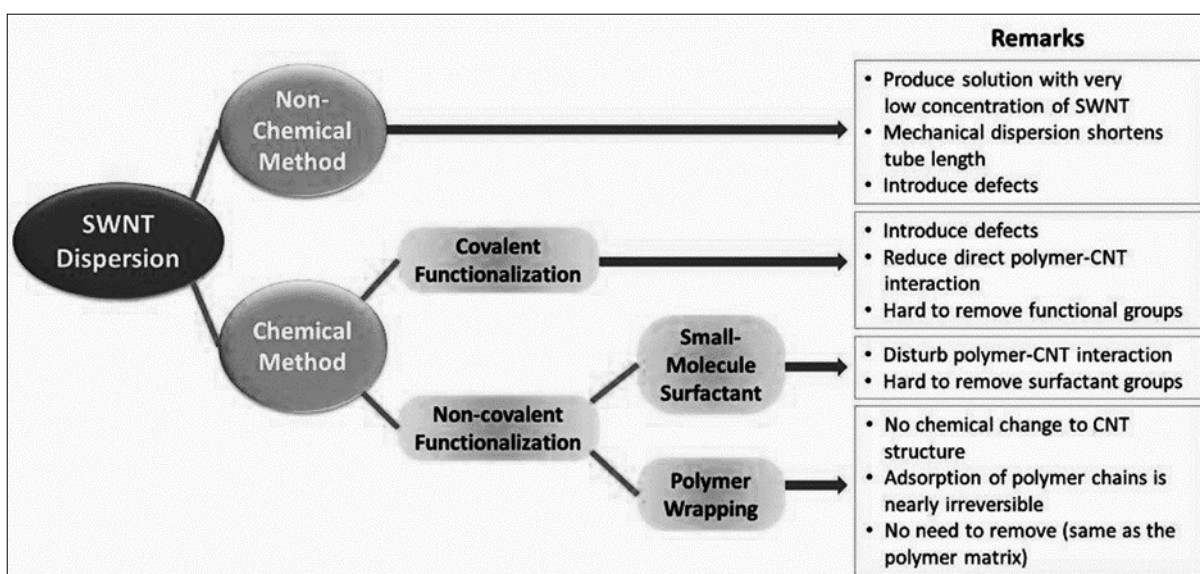 Remarks
Non-
Chemical
Method
• Produce solution with very
low concentration of SWNT
• Mechanical dispersion shortens
tube length
• Introduce defects
SWNT
Dispersion
Covalent
Functionalization
• Introduce defects
• Reduce direct polymer-CNT
interaction
• Hard to remove functional groups
Chemical
Method
Small-
Molecule
Surfactant
• Disturb polymer-CNT interaction
• Hard to remove surfactant groups
Non-covalent
Functionalization
Polymer
Wrapping
• No chemical change to CNT
structure
• Adsorption of polymer chains is
nearly irreversible
• No need to remove (same as the
polymer matrix)